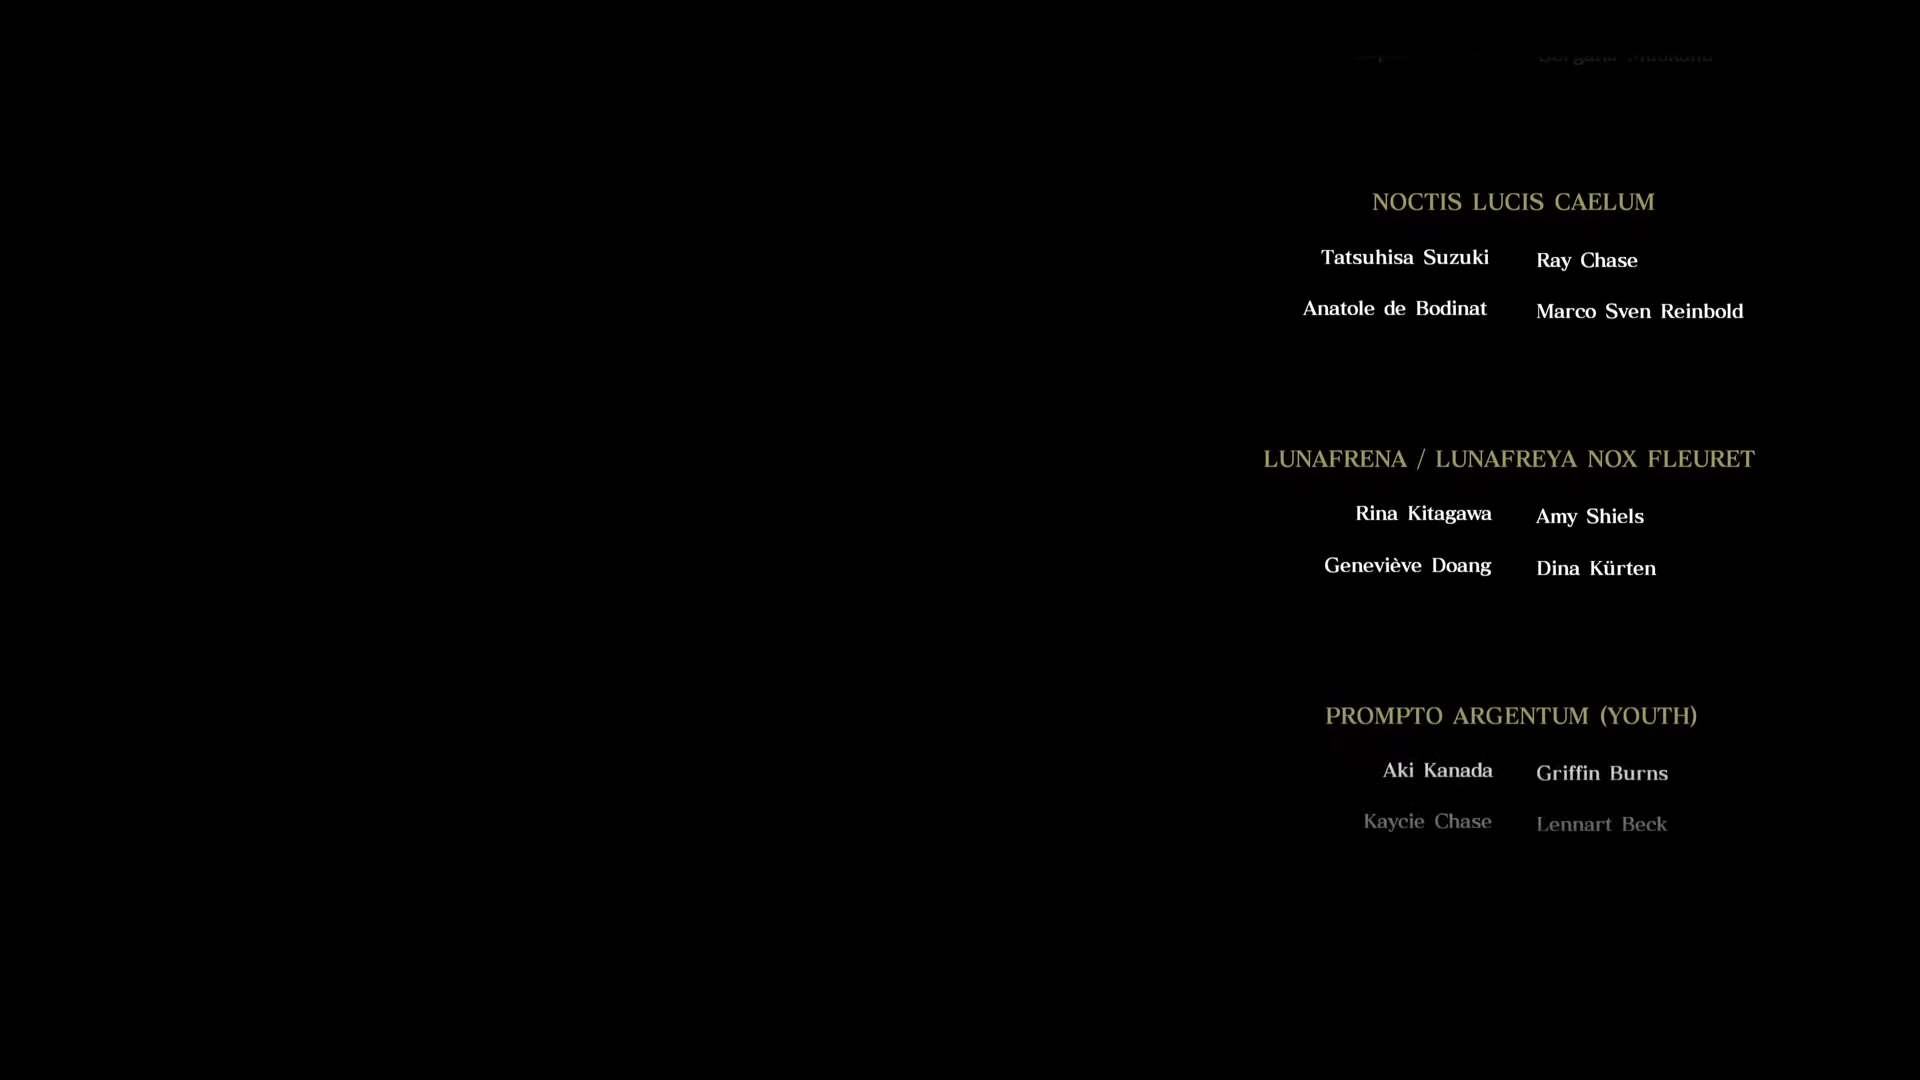 NOCTIS LUCIS CAELUM
Tatsuhisa Suzuki Ray Chase
Anatole de Bodinat Marco Sven Reinbold
LUNAFRENA / LUNAFREYA NOX FLEURET
Rina Kitagawa Amy Shiels
Geneviève Doang Dina Kürten
PROMPTO ARGENTUM (YOUTH)
Aki Kanada Griffin Burns
Kaycie Chase Lennart Beck